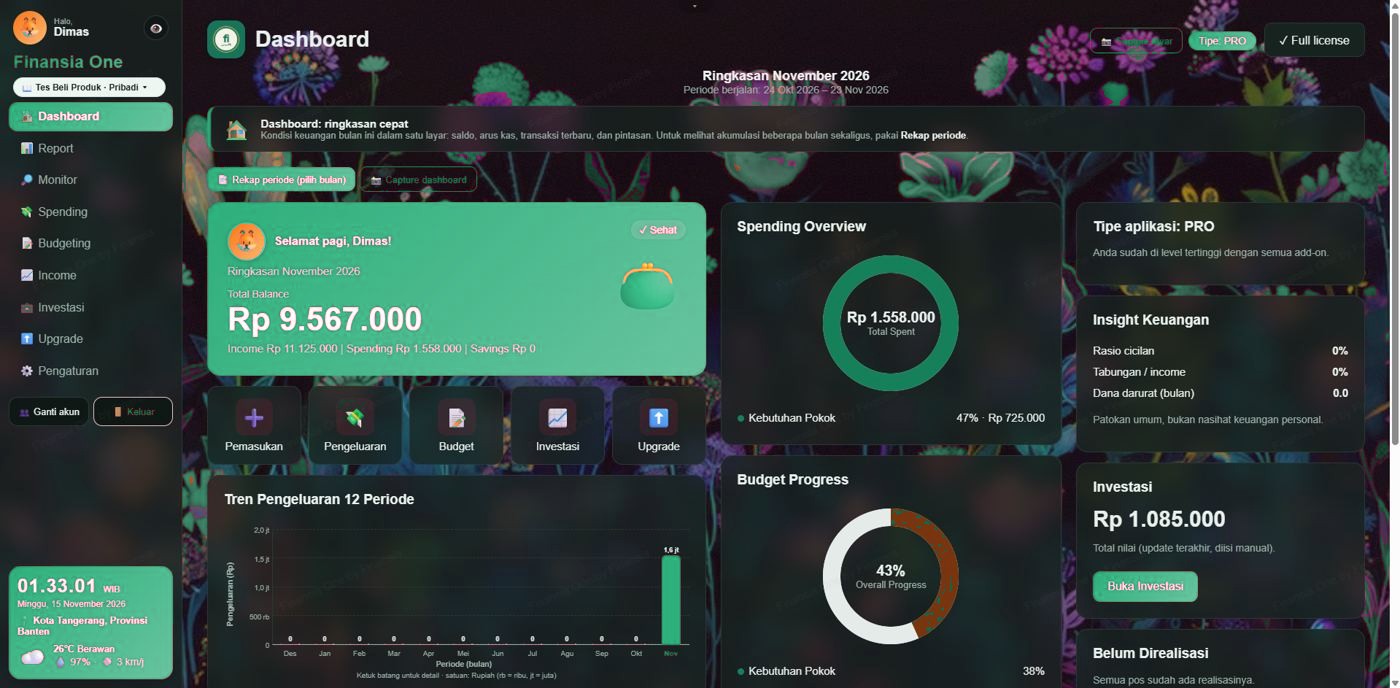 Halo,
Dimas
Finansia One
Tes Beli Produk · Pribadi
Dashboard
Report
Monitor
Spending
Budgeting
Income
Investasi
Upgrade
Pengaturan
Ganti akun
Keluar
01.33.01 WIB
Minggu, 15 November 2026
Kota Tangerang, Provinsi
Banten
26°C Berawan
97% · 3 km/j
fi
Dashboard
Tipe: PRO
✓ Full license
Ringkasan November 2026
Periode berjalan: 24 Okt 2026 – 23 Nov 2026
Dashboard: ringkasan cepat
Kondisi keuangan bulan ini dalam satu layar: saldo, arus kas, transaksi terbaru, dan pintasan. Untuk melihat akumulasi beberapa bulan sekaligus, pakai Rekap periode.
Rekap periode (pilih bulan)
Capture dashboard
Selamat pagi, Dimas!
✓ Sehat
Ringkasan November 2026
Total Balance
Rp 9.567.000
Income Rp 11.125.000 | Spending Rp 1.558.000 | Savings Rp 0
Pemasukan
Pengeluaran
Budget
Investasi
Upgrade
Tren Pengeluaran 12 Periode
Pengeluaran (Rp)
2,0 jt
1,5 jt
1,0 jt
500 rb
0
0 0 0 0 0 0 0 0 0 0 0 1,6 jt
Des Jan Feb Mar Apr Mei Jun Jul Agu Sep Okt Nov
Periode (bulan)
Ketuk batang untuk detail · satuan: Rupiah (rb = ribu, jt = juta)
Spending Overview
Rp 1.558.000
Total Spent
Kebutuhan Pokok 47% · Rp 725.000
Budget Progress
43%
Overall Progress
Kebutuhan Pokok 38%
Tipe aplikasi: PRO
Anda sudah di level tertinggi dengan semua add-on.
Insight Keuangan
Rasio cicilan 0%
Tabungan / income 0%
Dana darurat (bulan) 0.0
Patokan umum, bukan nasihat keuangan personal.
Investasi
Rp 1.085.000
Total nilai (update terakhir, diisi manual).
Buka Investasi
Belum Direalisasi
Semua pos sudah ada realisasinya.